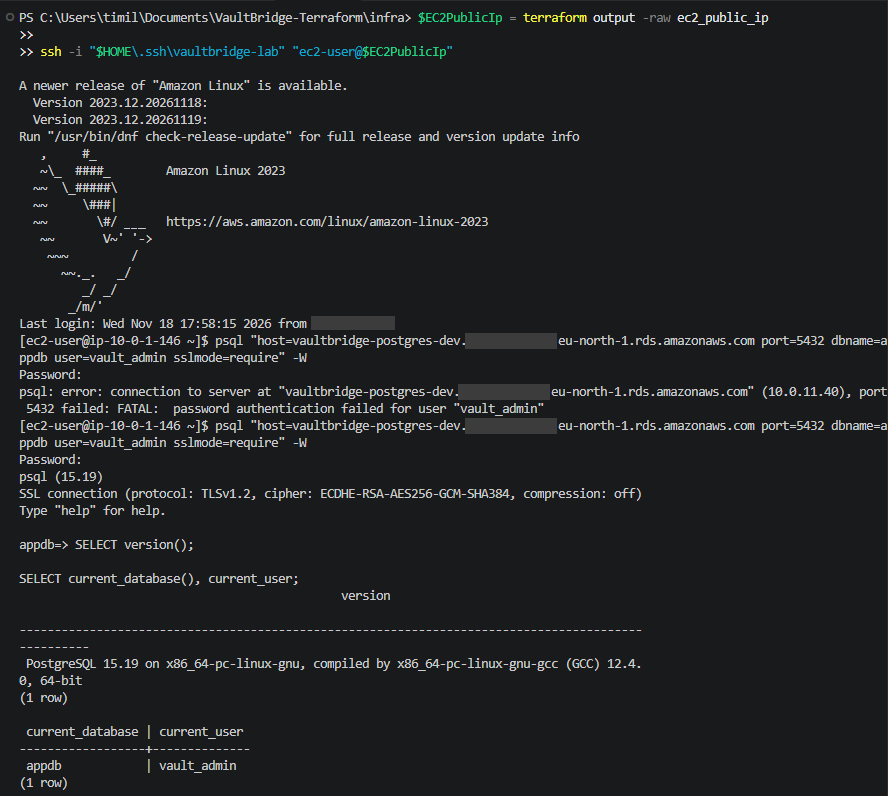 PS C:\Users\timil\Documents\VaultBridge-Terraform\infra> $EC2PublicIp = terraform output -raw ec2_public_ip
>>
>> ssh -i "$HOME\.ssh\vaultbridge-lab" "ec2-user@$EC2PublicIp"
A newer release of "Amazon Linux" is available.
  Version 2023.12.20261118:
  Version 2023.12.20261119:
Run "/usr/bin/dnf check-release-update" for full release and version update info
   ,     #_
   ~\_  ####_        Amazon Linux 2023
  ~~  \_#####\
  ~~     \###|
  ~~       \#/ ___   https://aws.amazon.com/linux/amazon-linux-2023
   ~~       V~' '->
    ~~~         /
      ~~._.   _/
         _/ _/
       _/m/'
Last login: Wed Nov 18 17:58:15 2026 from
[ec2-user@ip-10-0-1-146 ~]$ psql "host=vaultbridge-postgres-dev. eu-north-1.rds.amazonaws.com port=5432 dbname=a
ppdb user=vault_admin sslmode=require" -W
Password:
psql: error: connection to server at "vaultbridge-postgres-dev. eu-north-1.rds.amazonaws.com" (10.0.11.40), port
 5432 failed: FATAL:  password authentication failed for user "vault_admin"
[ec2-user@ip-10-0-1-146 ~]$ psql "host=vaultbridge-postgres-dev. eu-north-1.rds.amazonaws.com port=5432 dbname=a
ppdb user=vault_admin sslmode=require" -W
Password:
psql (15.19)
SSL connection (protocol: TLSv1.2, cipher: ECDHE-RSA-AES256-GCM-SHA384, compression: off)
Type "help" for help.
appdb=> SELECT version();
SELECT current_database(), current_user;
                                              version
-----------------------------------------------------------------------------------------
----------
 PostgreSQL 15.19 on x86_64-pc-linux-gnu, compiled by x86_64-pc-linux-gnu-gcc (GCC) 12.4.
0, 64-bit
(1 row)
 current_database | current_user
------------------+--------------
 appdb            | vault_admin
(1 row)